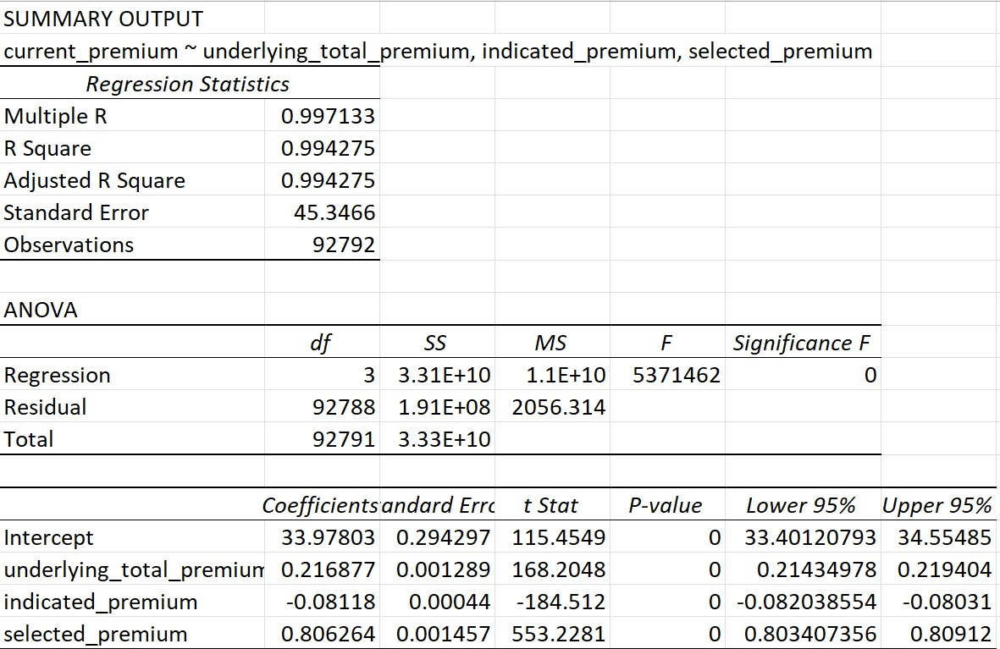 SUMMARY OUTPUT
current_premium ~ underlying_total_premium, indicated_premium, selected_premium
Regression Statistics
Multiple R 0.997133
R Square 0.994275
Adjusted R Square 0.994275
Standard Error 45.3466
Observations 92792
ANOVA
df SS MS F Significance F
Regression 3 3.31E+10 1.1E+10 5371462 0
Residual 92788 1.91E+08 2056.314
Total 92791 3.33E+10
Coefficients andard Erro t Stat P-value Lower 95% Upper 95%
Intercept 33.97803 0.294297 115.4549 0 33.40120793 34.55485
underlying_total_premium 0.216877 0.001289 168.2048 0 0.21434978 0.219404
indicated_premium -0.08118 0.00044 -184.512 0 -0.082038554 -0.08031
selected_premium 0.806264 0.001457 553.2281 0 0.803407356 0.80912